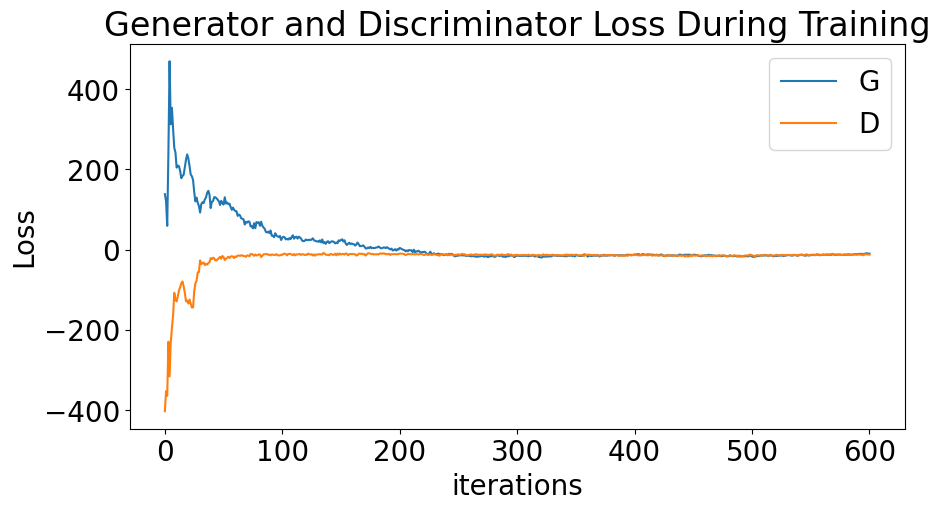 Generator and Discriminator Loss During Training
G
D
400
200
0
−200
−400
Loss
0 100 200 300 400 500 600
iterations